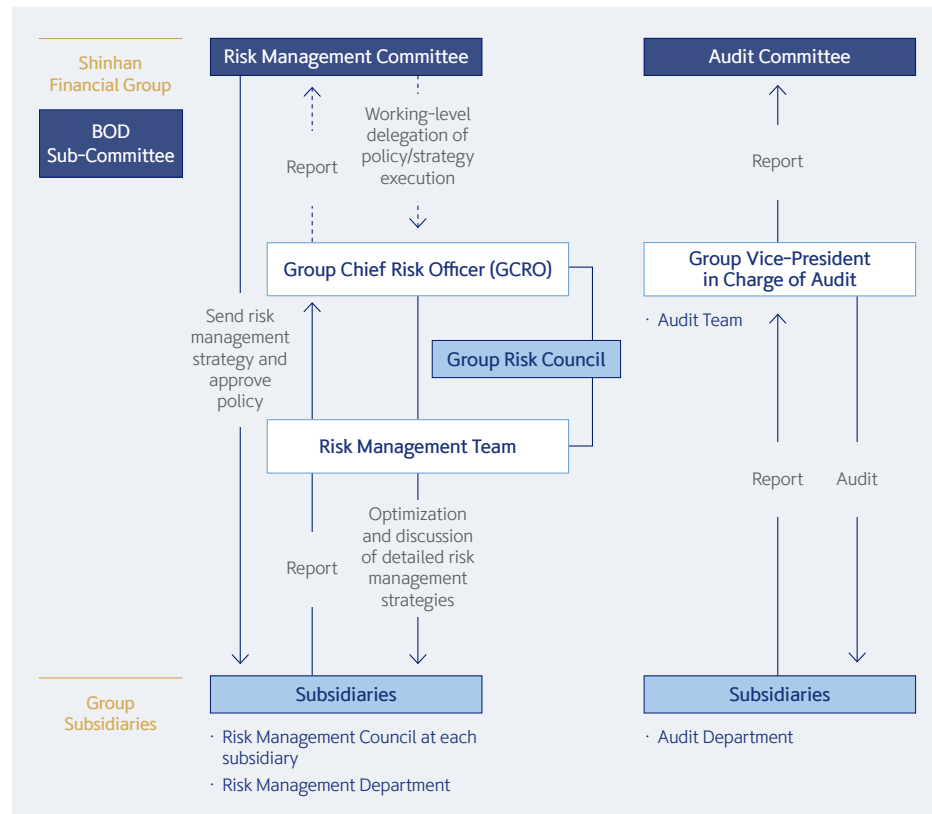 Shinhan
Financial Group
BOD
Sub-Committee
Risk Management Committee
Audit Committee
Report
Working-level
delegation of
policy/strategy
execution
Report
Group Chief Risk Officer (GCRO)
Group Vice-President
in Charge of Audit
· Audit Team
Send risk
management
strategy and
approve
policy
Group Risk Council
Risk Management Team
Report
Optimization
and discussion
of detailed risk
management
strategies
Report
Audit
Group
Subsidiaries
Subsidiaries
· Risk Management Council at each
subsidiary
· Risk Management Department
Subsidiaries
· Audit Department